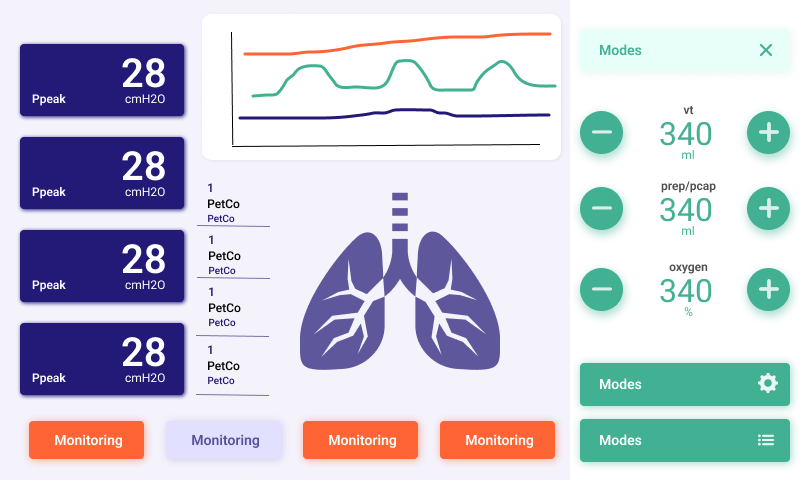 28
Ppeak
cmH2O
28
Ppeak
cmH2O
28
Ppeak
cmH2O
28
Ppeak
cmH2O
1
PetCo
PetCo
1
PetCo
PetCo
1
PetCo
PetCo
1
PetCo
PetCo
Monitoring
Monitoring
Monitoring
Monitoring
Modes
vt
340
ml
prep/pcap
340
ml
oxygen
340
%
Modes
Modes